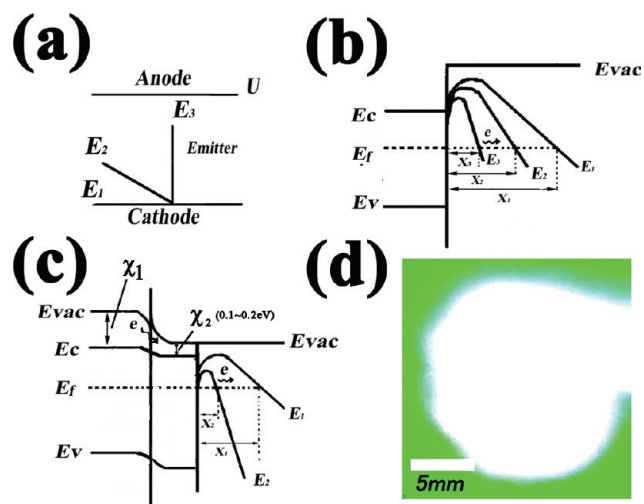 (a)
Anode U
E3
E2 Emitter
E1
Cathode
(b)
Evac
Ec
Ef
Ev
e
X3 E3
X2 E2
X1 E1
(c)
χ1
Evac
e χ2 (0.1~0.2eV)
Evac
Ec
Ef
e
X2 X1 E1
Ev
E2
(d)
5mm